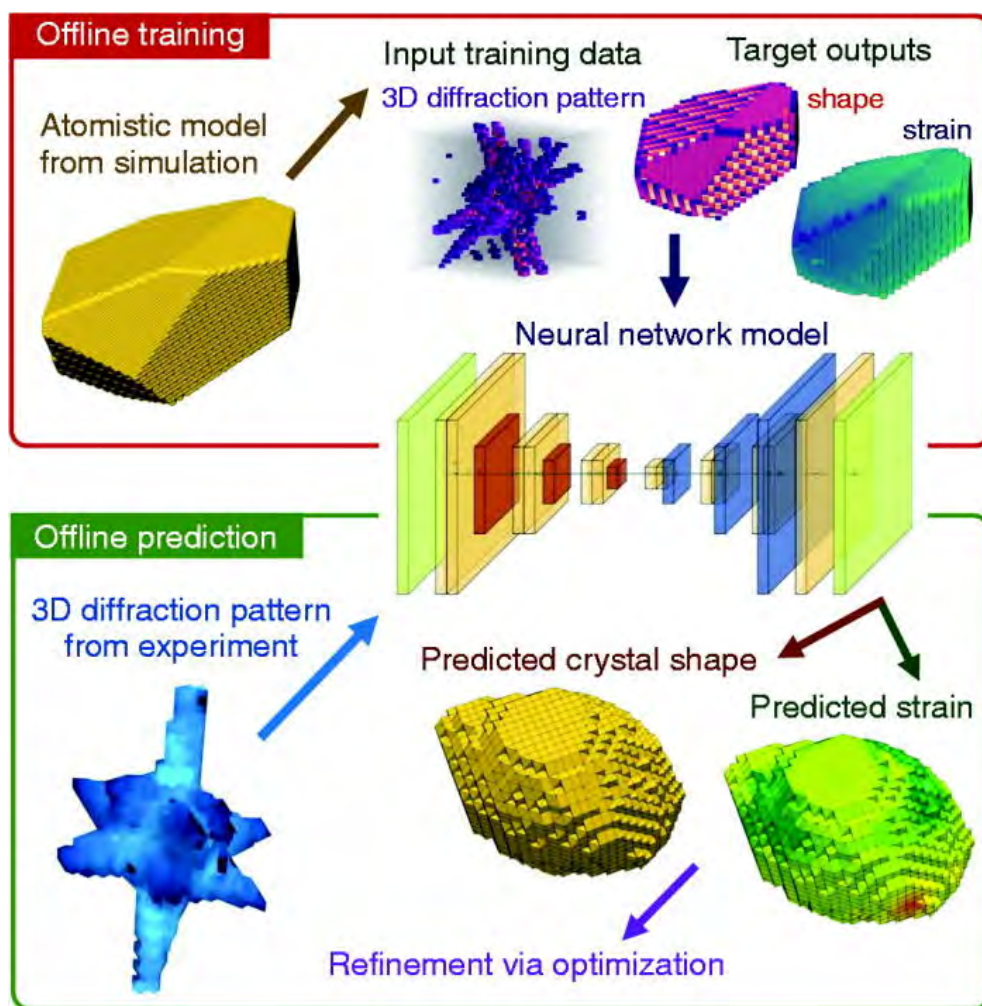 Offline training
Input training data
3D diffraction pattern
Target outputs
shape
strain
Atomistic model
from simulation
Neural network model
Offline prediction
3D diffraction pattern
from experiment
Predicted crystal shape
Predicted strain
Refinement via optimization